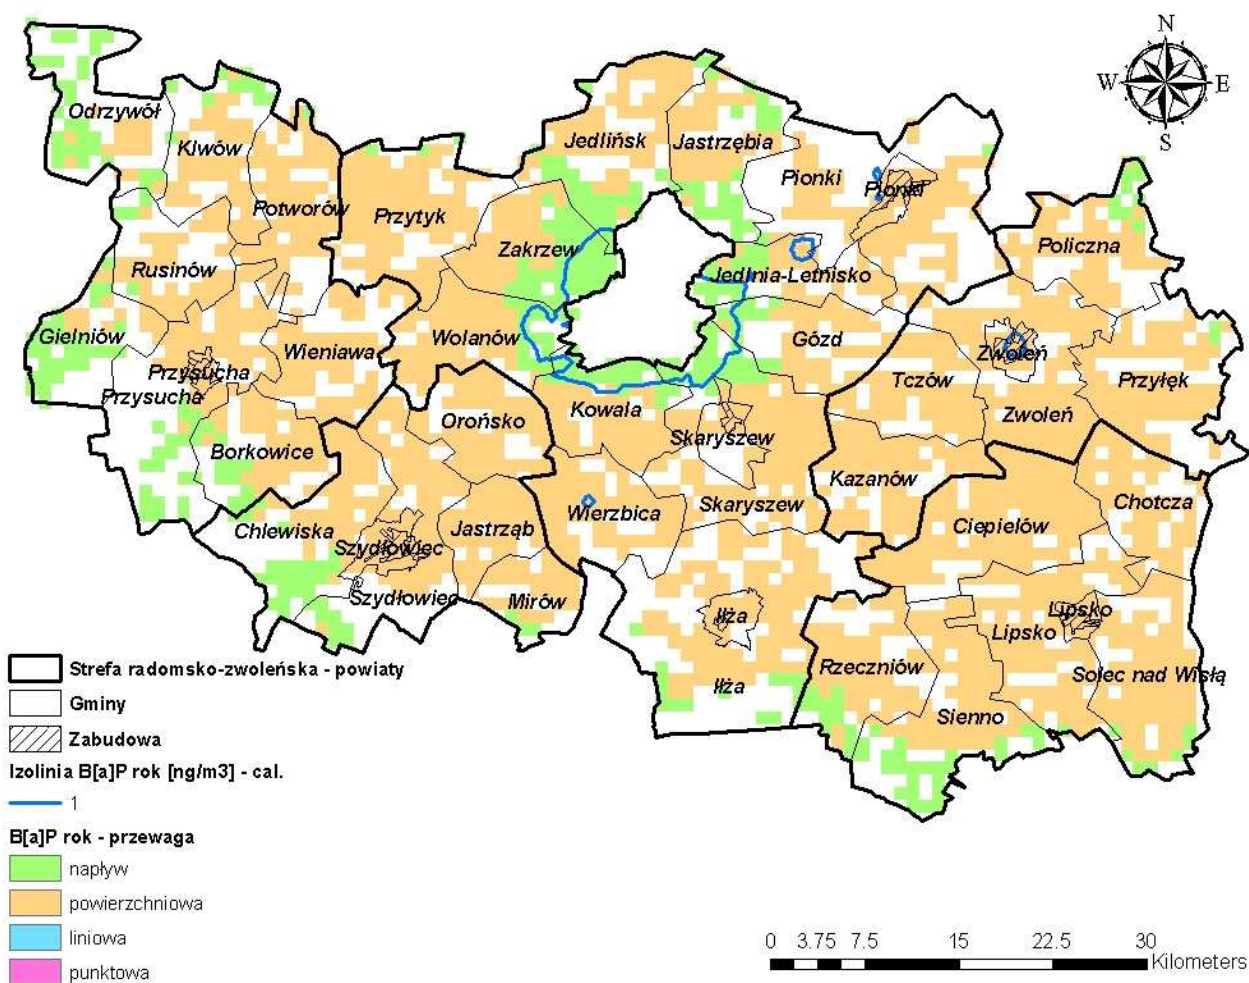 N
W E
S
Odrzywół
Klwów
Jedlińsk
Jastrzębia
Pionki
Pionki
Potworów
Przytyk
Zakrzew
Policzna
Rusinów
Jedlnia-Letnisko
Gielniów
Wieniawa
Wolanów
Gózd
Zwoleń
Przysucha
Przysucha
Tczów
Przyłęk
Orońsko
Kowala
Zwoleń
Skaryszew
Borkowice
Kazanów
Chlewiska
Jastrząb
Wierzbica
Skaryszew
Chotcza
Ciepielów
Szydłowiec
Szydłowiec
Mirów
Iłża
Lipsko
Lipsko
Rzeczniów
Solec nad Wisłą
Iłża
Sienno
Strefa radomsko-zwoleńska - powiaty
Gminy
Zabudowa
Izolinia B[a]P rok [ng/m3] - cal.
1
B[a]P rok - przewaga
napływ
powierzchniowa
liniowa
punktowa
0 3.75 7.5 15 22.5 30
Kilometers